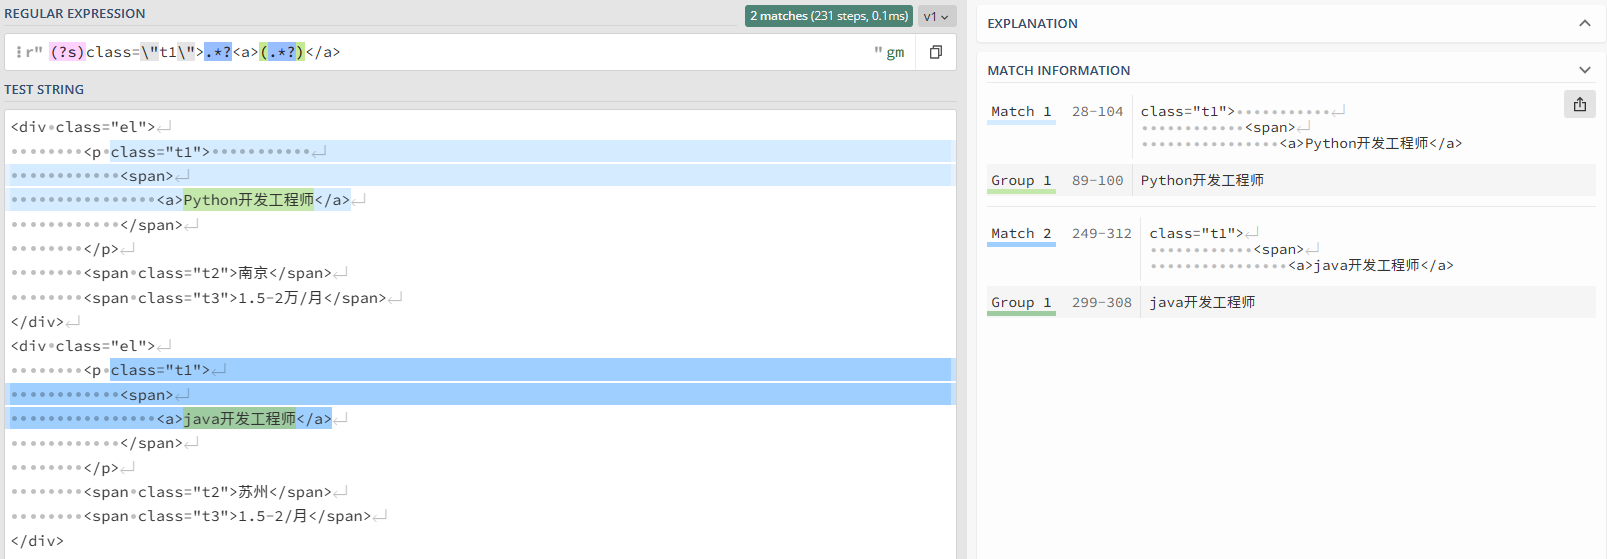 REGULAR EXPRESSION
2 matches (231 steps, 0.1ms)
v1
r" (?s)class=\"t1\">.*?<a>(.*?)</a>
" gm
TEST STRING
<div class="el">
        <p class="t1">           
            <span>
                <a>Python开发工程师</a>
            </span>
        </p>
        <span class="t2">南京</span>
        <span class="t3">1.5-2万/月</span>
</div>
<div class="el">
        <p class="t1">
            <span>
                <a>java开发工程师</a>
            </span>
        </p>
        <span class="t2">苏州</span>
        <span class="t3">1.5-2/月</span>
</div>
EXPLANATION
MATCH INFORMATION
Match 1 28-104 class="t1">           
            <span>
                <a>Python开发工程师</a>
Group 1 89-100 Python开发工程师
Match 2 249-312 class="t1">
            <span>
                <a>java开发工程师</a>
Group 1 299-308 java开发工程师